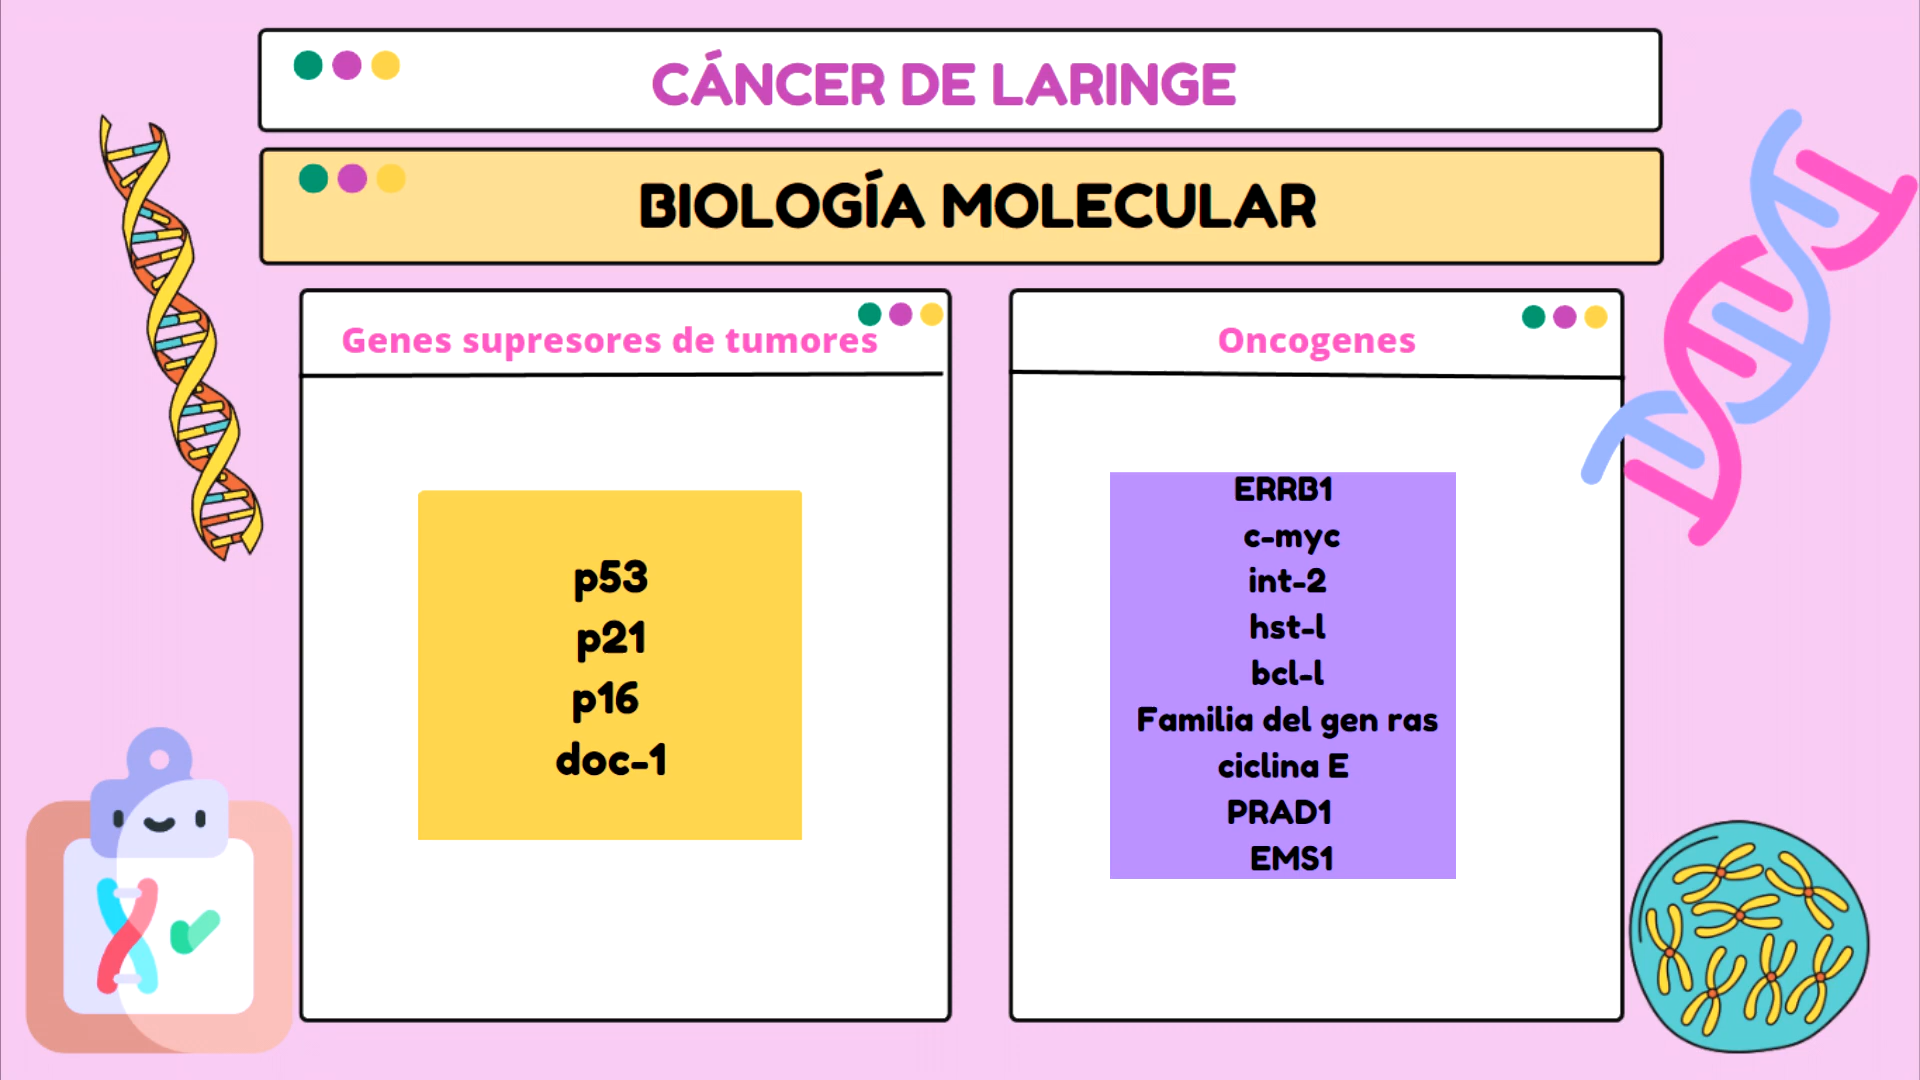 CÁNCER DE LARINGE
BIOLOGÍA MOLECULAR
Genes supresores de tumores
p53
p21
p16
doc-1
Oncogenes
ERRB1
c-myc
int-2
hst-l
bcl-l
Familia del gen ras
ciclina E
PRAD1
EMS1